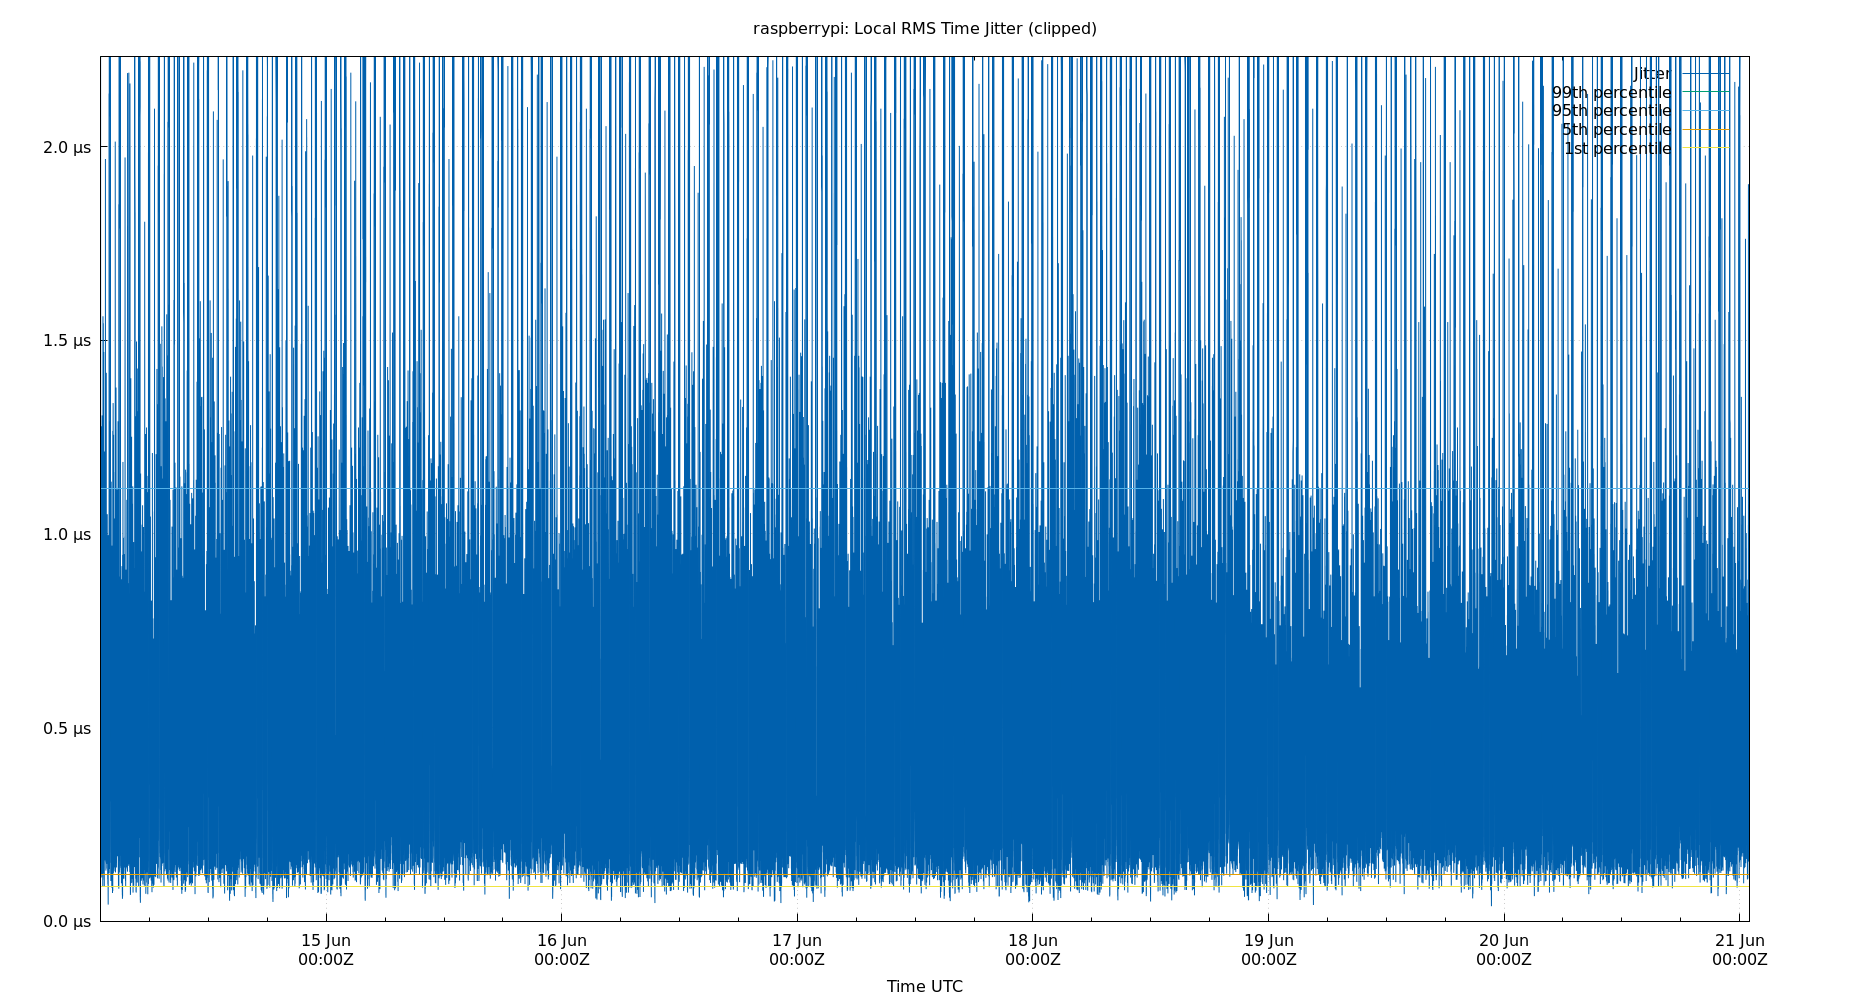 raspberrypi: Local RMS Time Jitter (clipped)
Jitter
99th percentile
95th percentile
5th percentile
1st percentile
2.0 µs
1.5 µs
1.0 µs
0.5 µs
0.0 µs
15 Jun 16 Jun 17 Jun 18 Jun 19 Jun 20 Jun 21 Jun
00:00Z 00:00Z 00:00Z 00:00Z 00:00Z 00:00Z 00:00Z
Time UTC